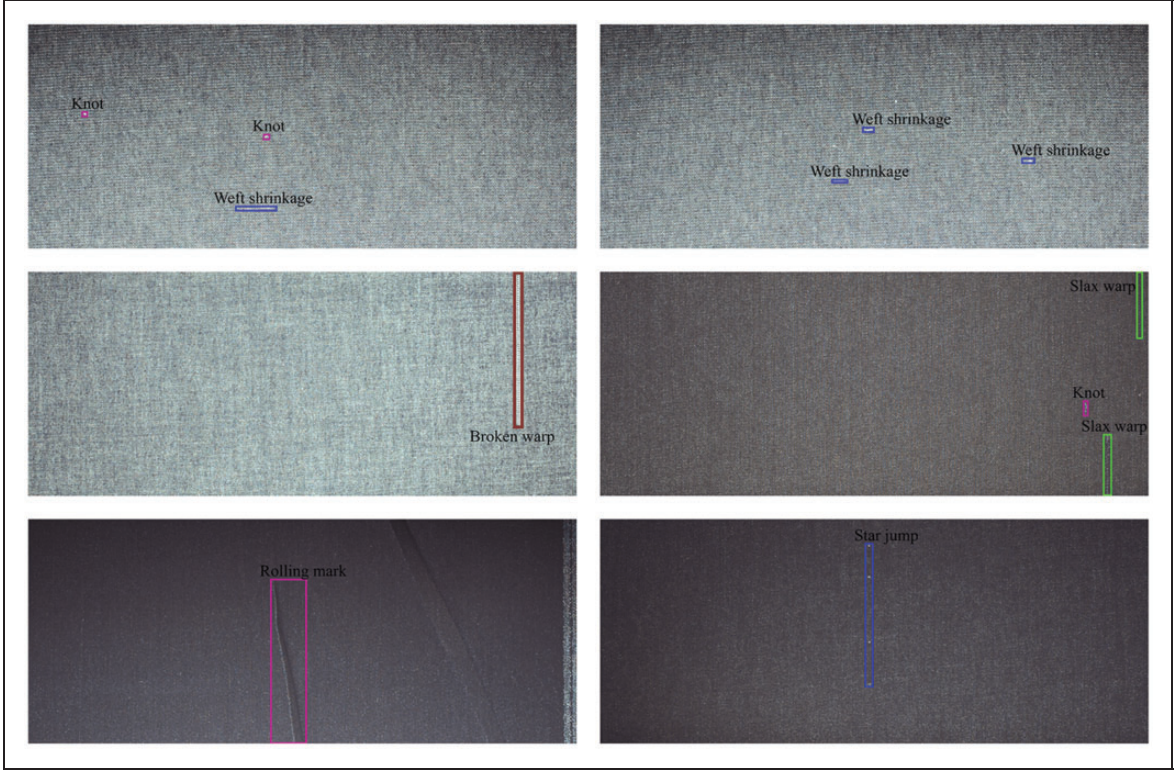 Knot
Knot
Weft shrinkage
Weft shrinkage
Weft shrinkage
Weft shrinkage
Broken warp
Slax warp
Knot
Slax warp
Rolling mark
Star jump